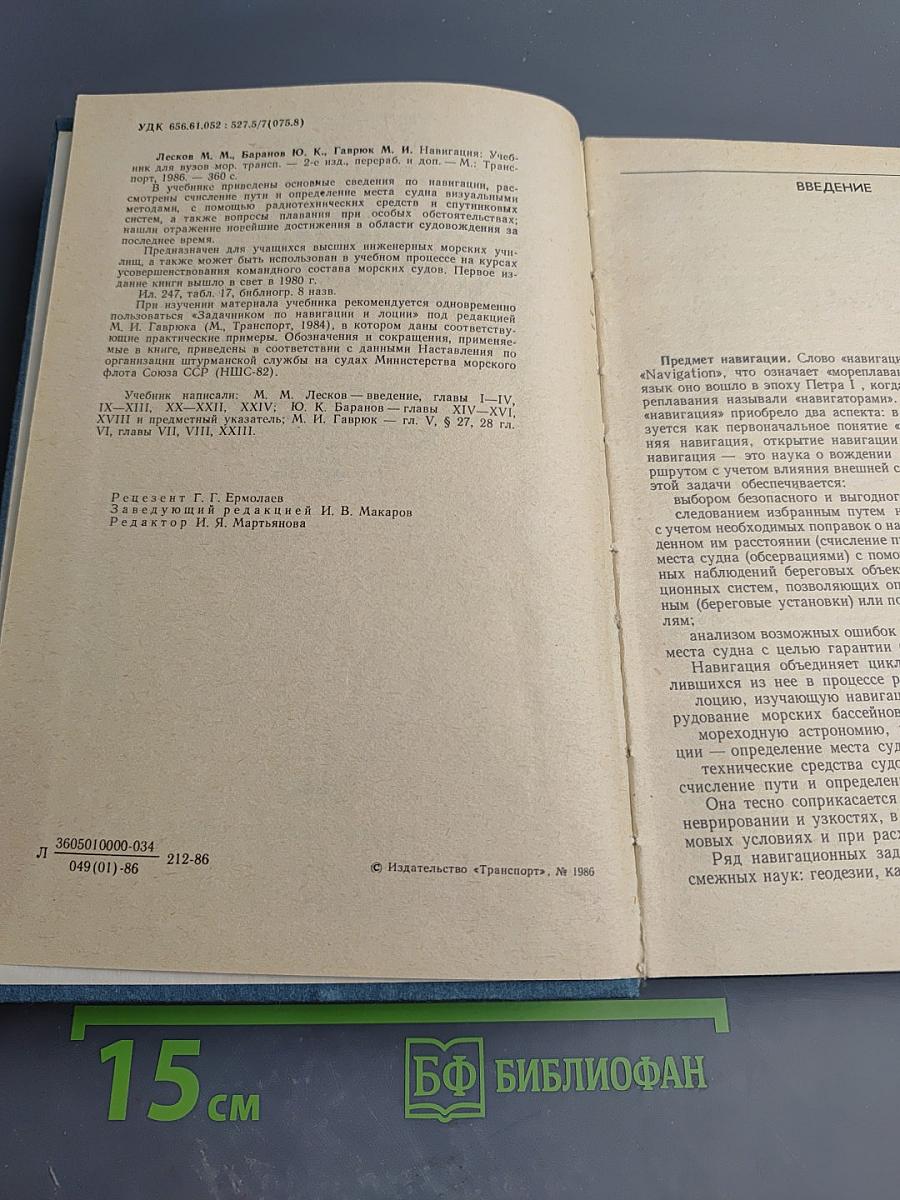 УДК 656.61.052 : 527.5/7(075.8)
Лесков М. М., Баранов Ю. К., Гаврюк М. И. Навигация: Учеб-
ник для вузов мор. трансп. — 2-е изд., перераб. и доп. — М.: Транс-
порт, 1986. — 360 с.
В учебнике приведены основные сведения по навигации, рас-
смотрены счисление пути и определение места судна визуальными
методами, с помощью радиотехнических средств и спутниковых
систем, а также вопросы плавания при особых обстоятельствах;
нашли отражение новейшие достижения в области судовождения за
последнее время.
Предназначен для учащихся высших инженерных морских учи-
лищ, а также может быть использован в учебном процессе на курсах
усовершенствования командного состава морских судов. Первое из-
дание книги вышло в свет в 1980 г.
Ил. 247, табл. 17, библиогр. 8 назв.
При изучении материала учебника рекомендуется одновременно
пользоваться «Задачником по навигации и лоции» под редакцией
М. И. Гаврюка (М., Транспорт, 1984), в котором даны соответству-
ющие практические примеры. Обозначения и сокращения, применяе-
мые в книге, приведены в соответствии с данными Наставления по
организации штурманской службы на судах Министерства морского
флота Союза ССР (НШС-82).
Учебник написали: М. М. Лесков — введение, главы I—IV,
IX—XIII, XX—XXII, XXIV; Ю. К. Баранов — главы XIV—XVI,
XVIII и предметный указатель; М. И. Гаврюк — гл. V, § 27, 28 гл.
VI, главы VII, VIII, XXIII.
Рецезент Г. Г. Ермолаев
Заведующий редакцией И. В. Макаров
Редактор И. Я. Мартьянова
Л 3605010000-034 212-86
049(01)-86
© Издательство «Транспорт», № 1986
ВВЕДЕНИЕ
Предмет навигации. Слово «навигаци
«Navigation», что означает «мореплаван
язык оно вошло в эпоху Петра I , когда
реплавания называли «навигаторами».
«навигация» приобрело два аспекта: в
зуется как первоначальное понятие «
няя навигация, открытие навигации
навигация — это наука о вождении
ршрутом с учетом влияния внешней с
этой задачи обеспечивается:
выбором безопасного и выгодного
следованием избранным путем н
с учетом необходимых поправок о на
денном им расстоянии (счисление п
места судна (обсервациями) с помо
ных наблюдений береговых объек
ционных систем, позволяющих оп
ным (береговые установки) или по
лям;
анализом возможных ошибок
места судна с целью гарантии
Навигация объединяет цикл
лившихся из нее в процессе р
лоцию, изучающую навигац
рудование морских бассейнов
мореходную астрономию,
ции — определение места суд
технические средства судо
счисление пути и определен
Она тесно соприкасается
неврировании и узкостях, в
мовых условиях и при расх
Ряд навигационных зад
смежных наук: геодезии, ка
15 см
БФ БИБЛИОФАН